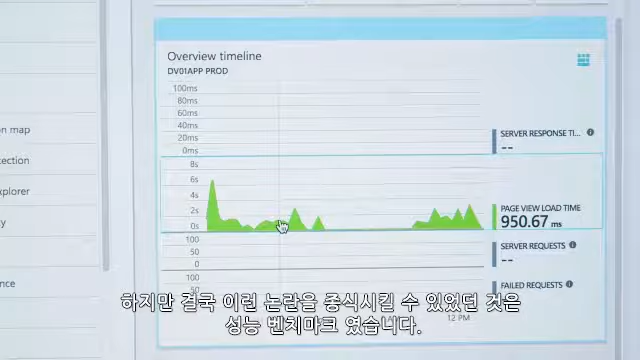 Overview timeline
DV01APP PROD
100ms
80ms
60ms
40ms
20ms
0ms
SERVER RESPONSE TI...
--
8s
6s
4s
2s
0s
PAGE VIEW LOAD TIME
950.67 ms
100
50
0
SERVER REQUESTS
--
100
50
FAILED REQUESTS
12 PM
on map
xplorer
y
nce
하지만 결국 이런 논란을 종식시킬 수 있었던 것은
성능 벤치마크 였습니다.